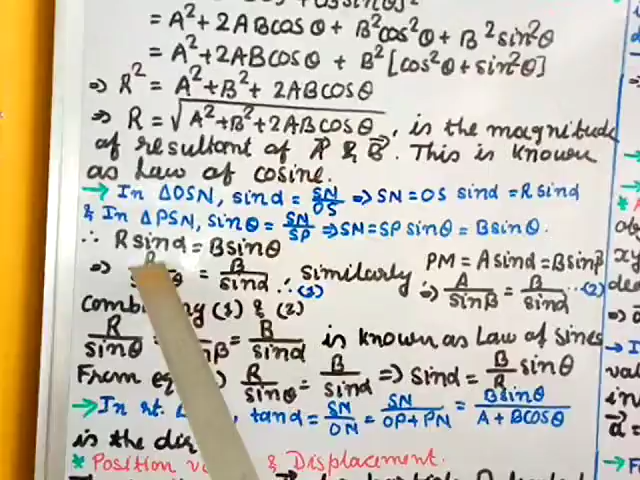 = A² + 2ABcosθ + B²cos²θ + B²sin²θ
= A² + 2ABcosθ + B²[cos²θ + sin²θ]
⇒ R² = A² + B² + 2ABcosθ
⇒ R = √A² + B² + 2ABcosθ, is the magnitude
of resultant of A⃗ & B⃗. This is known
as Law of cosine.
→ In ΔOSN, sinα = SN/OS ⇒ SN = OS sinα = R sinα
& In ΔPSN, sinθ = SN/SP ⇒ SN = SP sinθ = B sinθ.
∴ R sinα = B sinθ
⇒ R/sinθ = B/sinα ∴(1) Similarly PM = A sinα = B sinβ
⇒ A/sinβ = B/sinα ..(2)
(1) & (2)
R/sinθ = B/sinα is known as Law of sines
From R/sinθ = B/sinα ⇒ sinα = B/R sinθ
→ In rt. , tanα = SN/ON = SN/OP+PN = Bsinθ/A + Bcosθ
is the
* Position & Displacement.